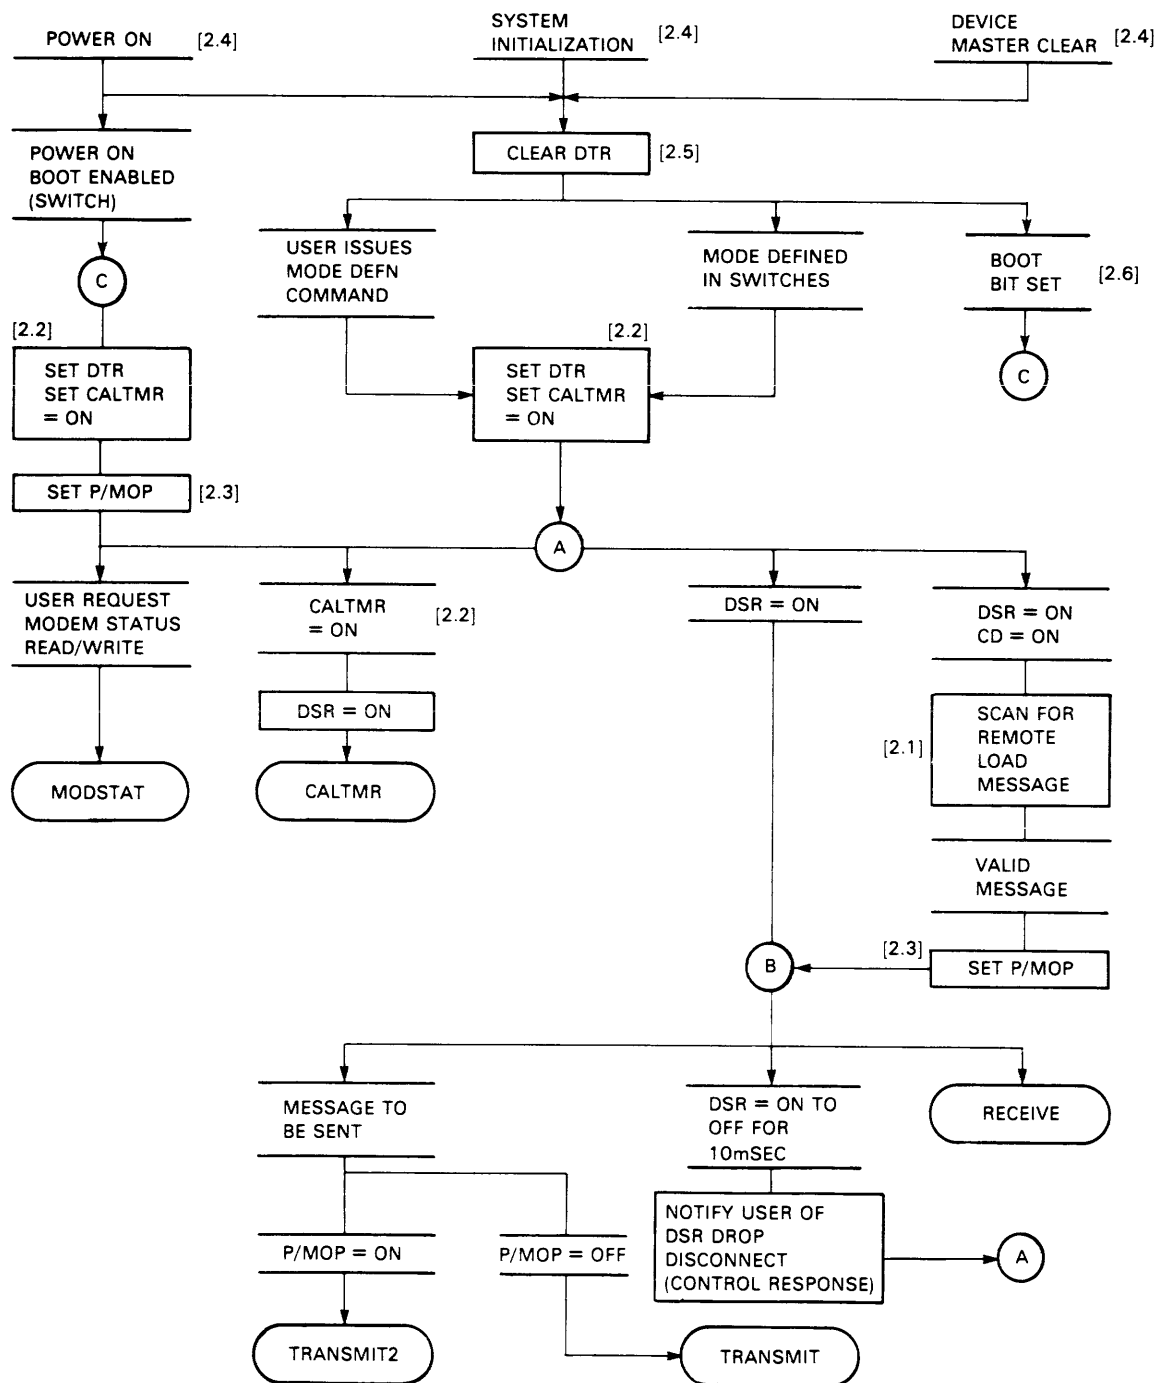 POWER ON
[2.4]
SYSTEM
INITIALIZATION
[2.4]
DEVICE
MASTER CLEAR
[2.4]
POWER ON
BOOT ENABLED
(SWITCH)
CLEAR DTR
[2.5]
C
USER ISSUES
MODE DEFN
COMMAND
MODE DEFINED
IN SWITCHES
BOOT
BIT SET
[2.6]
[2.2]
SET DTR
SET CALTMR
= ON
[2.2]
SET DTR
SET CALTMR
= ON
C
SET P/MOP
[2.3]
A
USER REQUEST
MODEM STATUS
READ/WRITE
CALTMR
= ON
[2.2]
DSR = ON
DSR = ON
CD = ON
DSR = ON
[2.1]
SCAN FOR
REMOTE
LOAD
MESSAGE
MODSTAT
CALTMR
VALID
MESSAGE
B
[2.3]
SET P/MOP
MESSAGE TO
BE SENT
DSR = ON TO
OFF FOR
10mSEC
RECEIVE
P/MOP = ON
P/MOP = OFF
NOTIFY USER OF
DSR DROP
DISCONNECT
(CONTROL RESPONSE)
A
TRANSMIT2
TRANSMIT